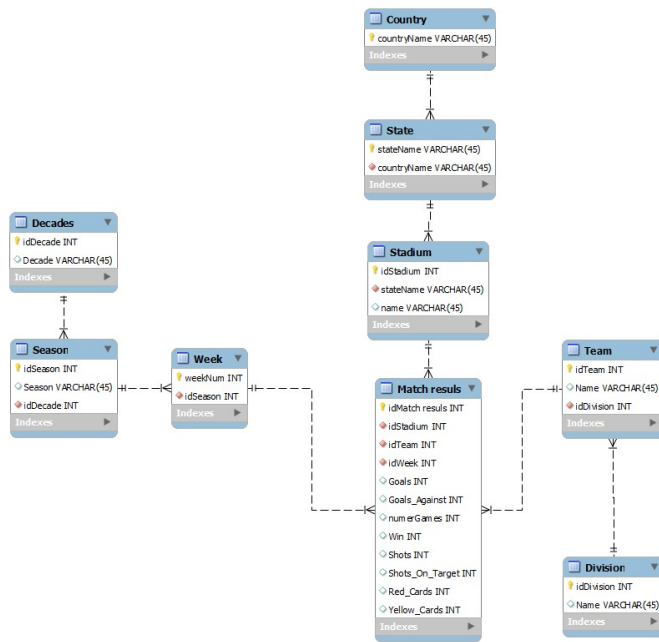 Country
countryName VARCHAR(45)
Indexes
State
stateName VARCHAR(45)
countryName VARCHAR(45)
Indexes
Stadium
idStadium INT
stateName VARCHAR(45)
name VARCHAR(45)
Indexes
Decades
idDecade INT
Decade VARCHAR(45)
Indexes
Season
idSeason INT
Season VARCHAR(45)
idDecade INT
Indexes
Week
weekNum INT
idSeason INT
Indexes
Match resuls
idMatch resuls INT
idStadium INT
idTeam INT
idWeek INT
Goals INT
Goals_Against INT
numerGames INT
Win INT
Shots INT
Shots_On_Target INT
Red_Cards INT
Yellow_Cards INT
Indexes
Team
idTeam INT
Name VARCHAR(45)
idDivision INT
Indexes
Division
idDivision INT
Name VARCHAR(45)
Indexes